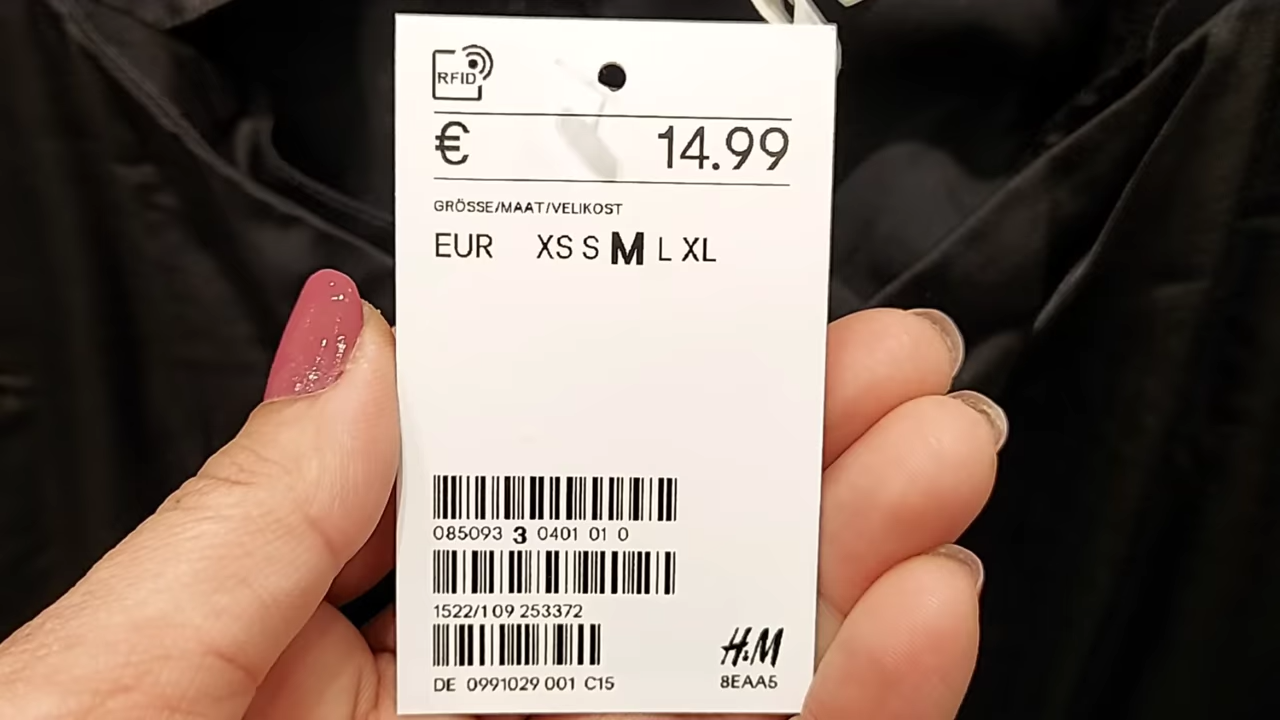 RFID
€ 14.99
GRÖSSE/MAAT/VELIKOST
EUR XS S M L XL
085093 3 0401 01 0
1522/1 09 253372
DE 0991029 001 C15
H&M
8EAA5